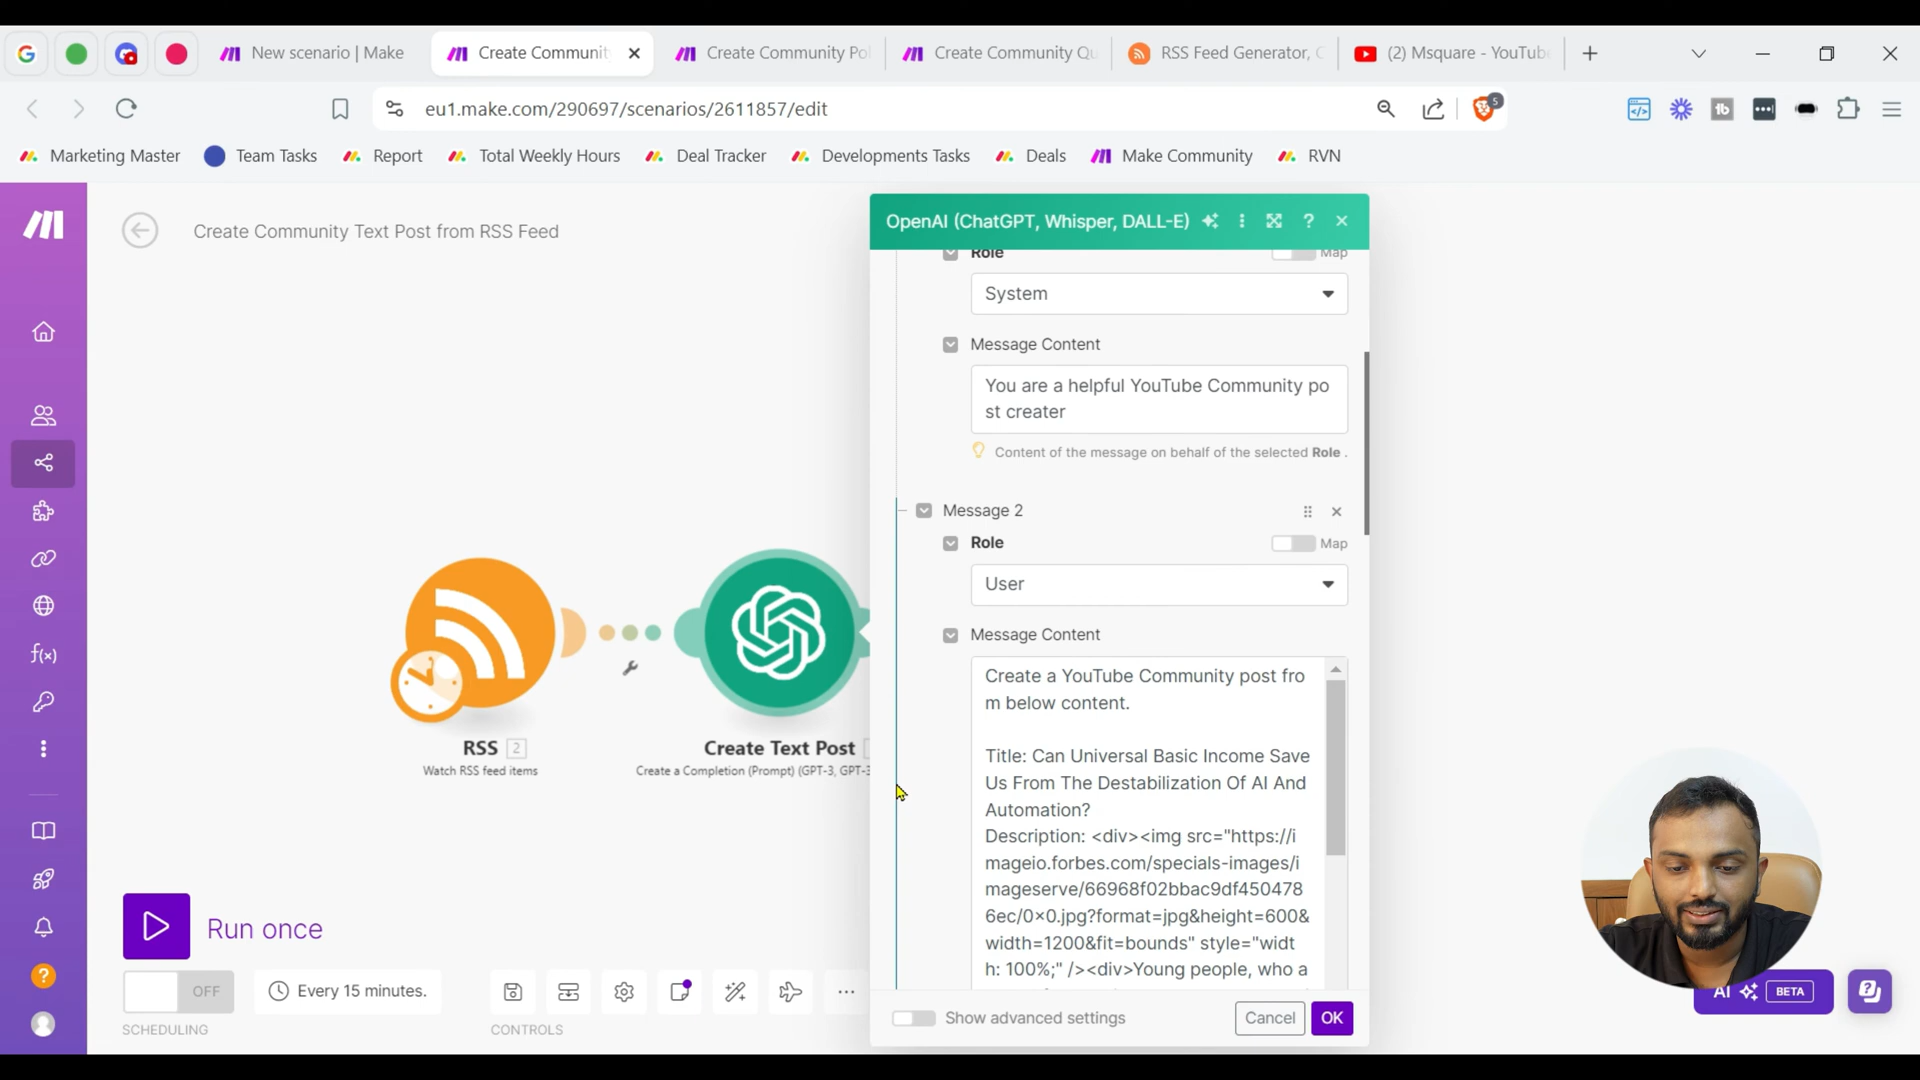 New scenario | Make
Create Communit
Create Community Pol
Create Community Qu
RSS Feed Generator, C
(2) Msquare - YouTube
eu1.make.com/290697/scenarios/2611857/edit
5
Marketing Master
Team Tasks
Report
Total Weekly Hours
Deal Tracker
Developments Tasks
Deals
Make Community
RVN
Create Community Text Post from RSS Feed
OpenAI (ChatGPT, Whisper, DALL-E)
Role
Map
System
Message Content
You are a helpful YouTube Community po
st creater
Content of the message on behalf of the selected Role .
Message 2
Role
Map
User
Message Content
Create a YouTube Community post fro
m below content.
Title: Can Universal Basic Income Save
Us From The Destabilization Of AI And
Automation?
Description: <div><img src="https://i
mageio.forbes.com/specials-images/i
mageserve/66968f02bbac9df450478
6ec/0x0.jpg?format=jpg&height=600&
width=1200&fit=bounds" style="widt
h: 100%;" /><div>Young people, who a
Show advanced settings
Cancel
OK
RSS 2
Watch RSS feed items
Create Text Post
Create a Completion (Prompt) (GPT-3, GPT-3
Run once
OFF
Every 15 minutes.
SCHEDULING
CONTROLS
AI
BETA